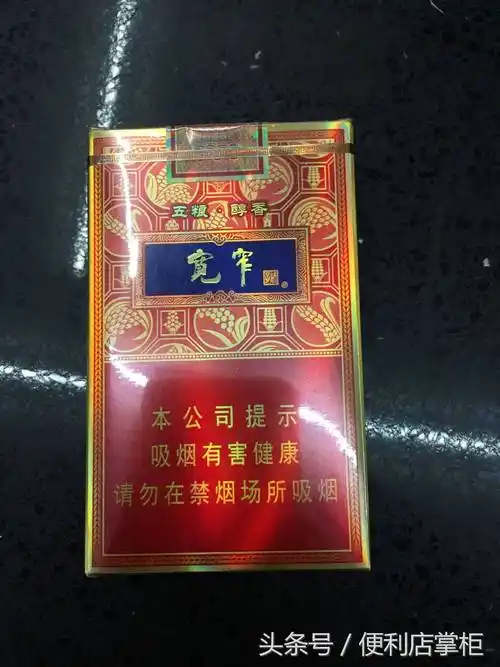 五粮·醇香
宽窄
本公司提示
吸烟有害健康
请勿在禁烟场所吸烟
头条号 / 便利店掌柜